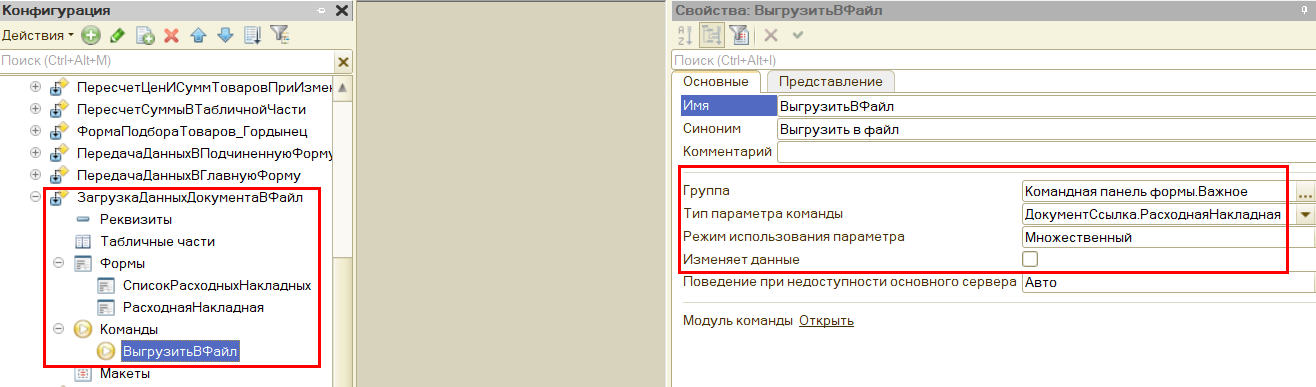 Конфигурация
Действия
Поиск (Ctrl+Alt+M)
ПересчетЦенИСуммТоваровПриИзмен
ПересчетСуммыВТабличнойЧасти
ФормаПодбораТоваров_Гордынец
ПередачаДанныхВПодчиненнуюФорму
ПередачаДанныхВГлавнуюФорму
ЗагрузкаДанныхДокументаВФайл
Реквизиты
Табличные части
Формы
СписокРасходныхНакладных
РасходнаяНакладная
Команды
ВыгрузитьВФайл
Макеты
Свойства: ВыгрузитьВФайл
Поиск (Ctrl+Alt+I)
Основные Представление
Имя ВыгрузитьВФайл
Синоним Выгрузить в файл
Комментарий
Группа Командная панель формы.Важное ...
Тип параметра команды ДокументСсылка.РасходнаяНакладная
Режим использования параметра Множественный
Изменяет данные
Поведение при недоступности основного сервера Авто
Модуль команды Открыть